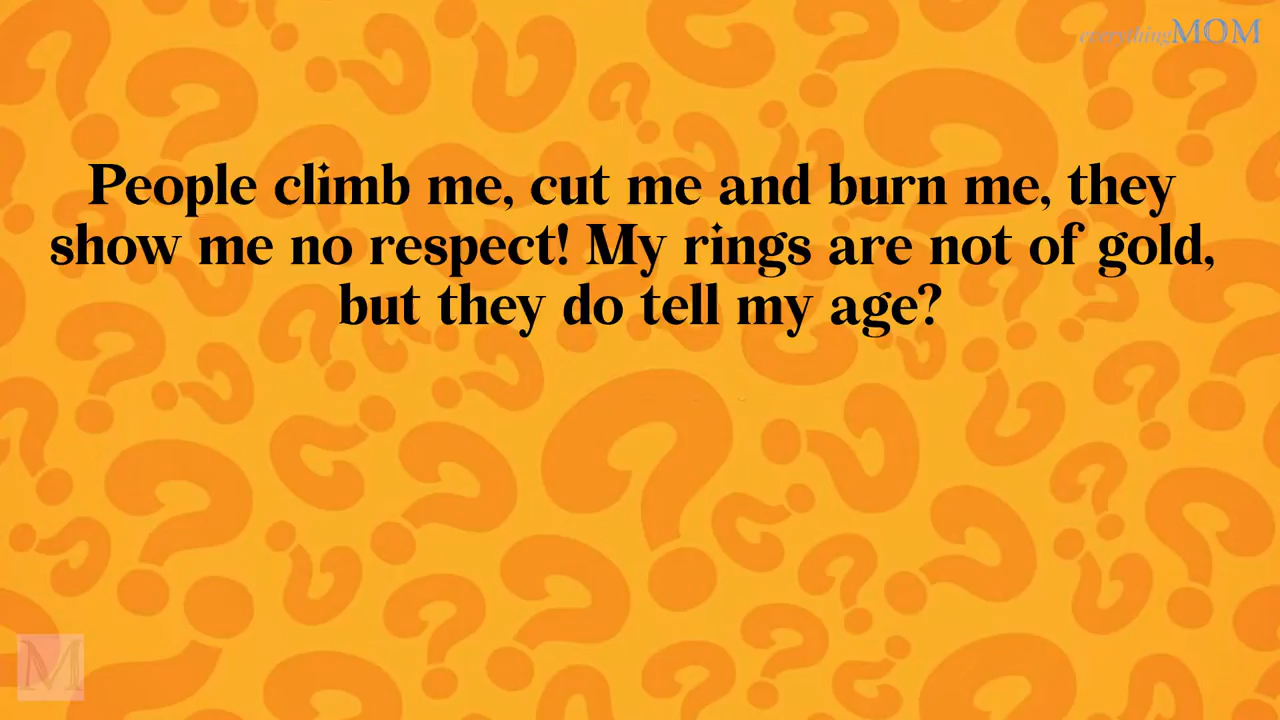 everythingMOM
People climb me, cut me and burn me, they
show me no respect! My rings are not of gold,
but they do tell my age?
M